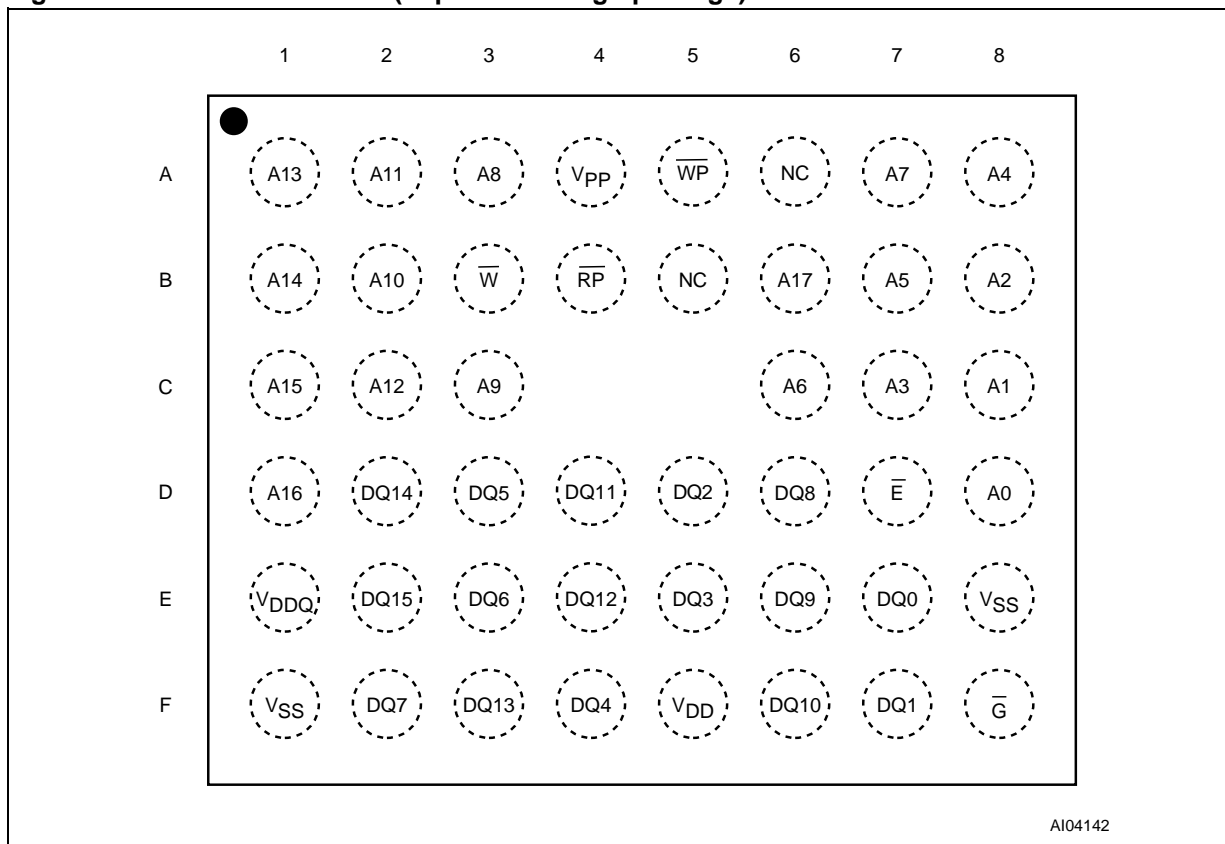 1 2 3 4 5 6 7 8
A A13 A11 A8 VPP W̅P̅ NC A7 A4
B A14 A10 W̅ R̅P̅ NC A17 A5 A2
C A15 A12 A9 A6 A3 A1
D A16 DQ14 DQ5 DQ11 DQ2 DQ8 E̅ A0
E VDDQ DQ15 DQ6 DQ12 DQ3 DQ9 DQ0 VSS
F VSS DQ7 DQ13 DQ4 VDD DQ10 DQ1 G̅
AI04142